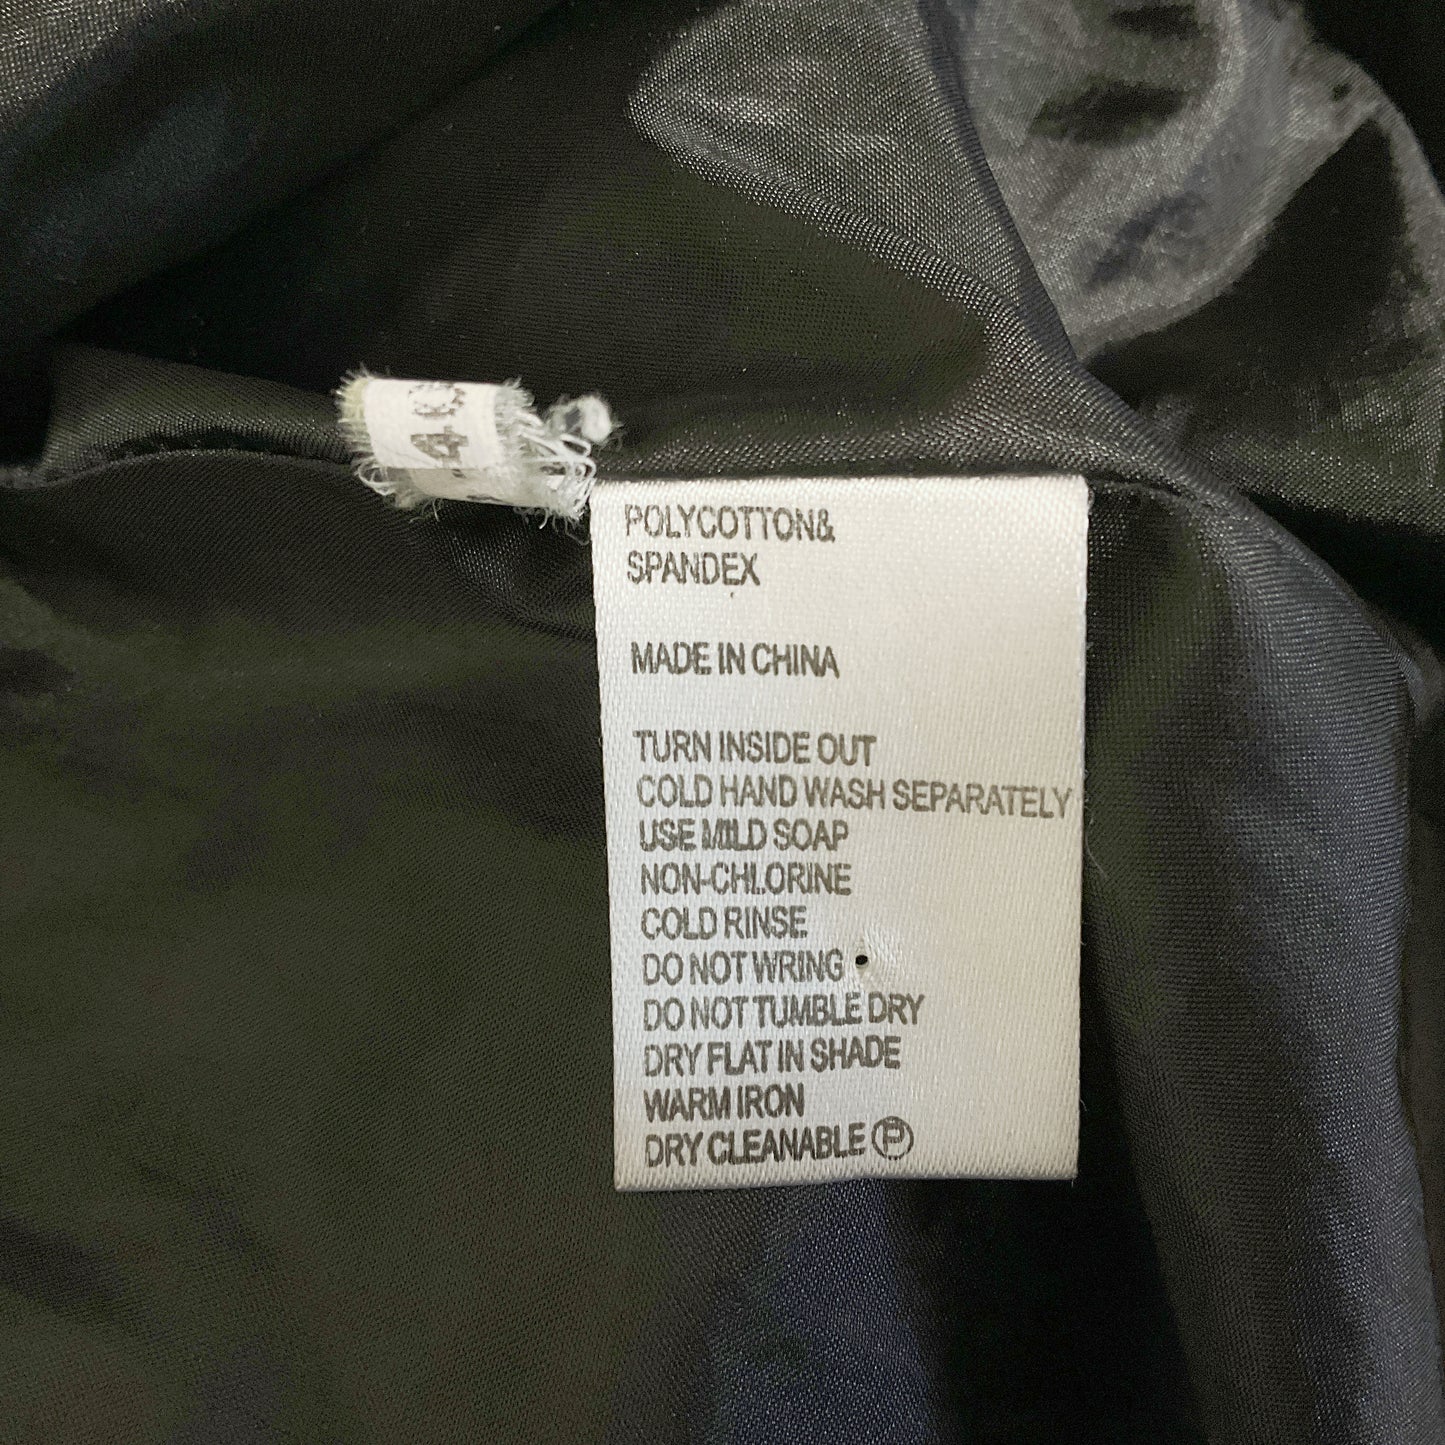 4
POLYCOTTON&
SPANDEX
MADE IN CHINA
TURN INSIDE OUT
COLD HAND WASH SEPARATELY
USE MILD SOAP
NON-CHLORINE
COLD RINSE
DO NOT WRING
DO NOT TUMBLE DRY
DRY FLAT IN SHADE
WARM IRON
DRY CLEANABLE Ⓟ